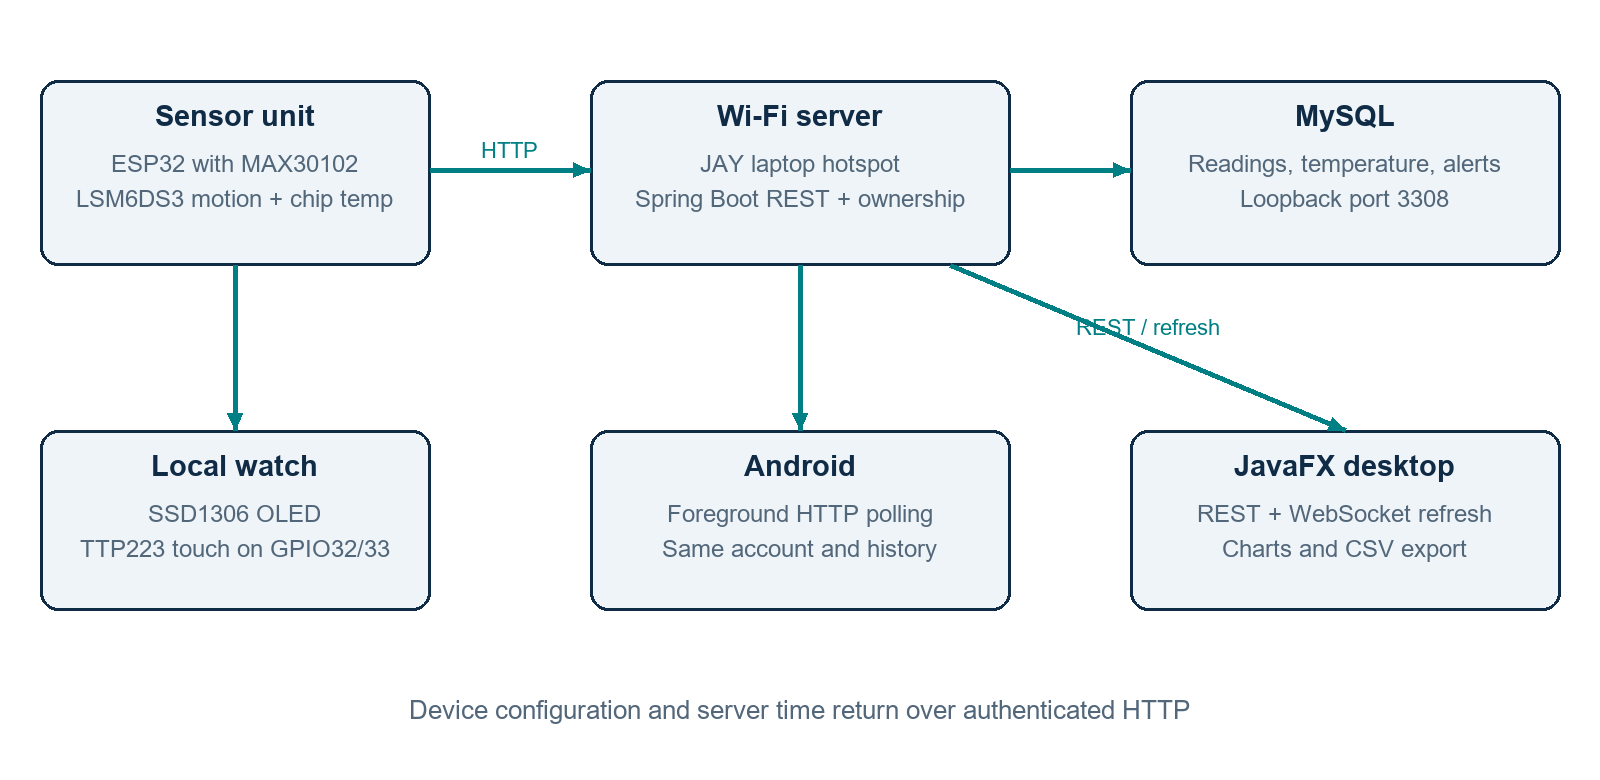 Sensor unit
ESP32 with MAX30102
LSM6DS3 motion + chip temp
HTTP
Wi-Fi server
JAY laptop hotspot
Spring Boot REST + ownership
MySQL
Readings, temperature, alerts
Loopback port 3308
REST / refresh
Local watch
SSD1306 OLED
TTP223 touch on GPIO32/33
Android
Foreground HTTP polling
Same account and history
JavaFX desktop
REST + WebSocket refresh
Charts and CSV export
Device configuration and server time return over authenticated HTTP